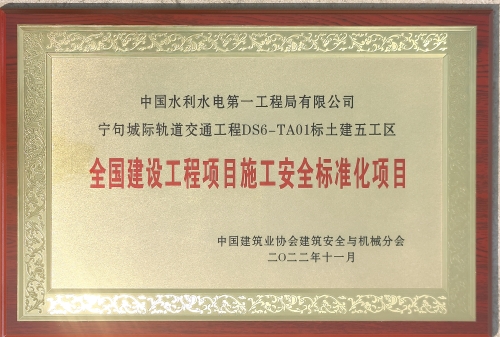 中国水利水电第一工程局有限公司
宁句城际轨道交通工程DS6-TA01标土建五工区
全国建设工程项目施工安全标准化项目
中国建筑业协会建筑安全与机械分会
二〇二二年十一月